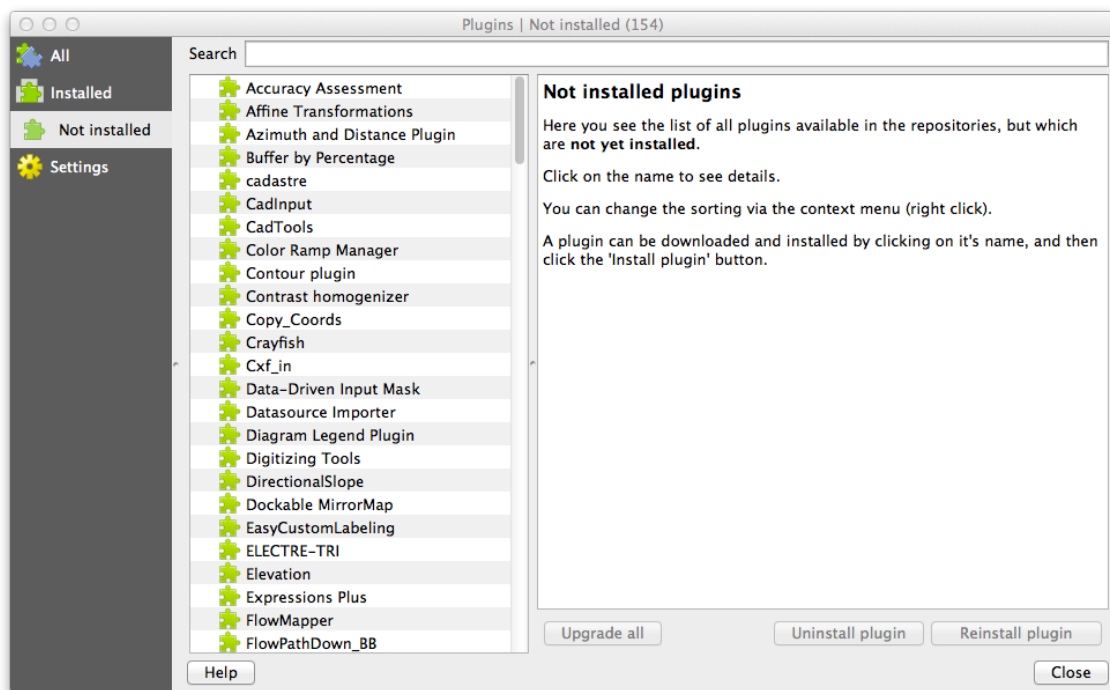 Plugins | Not installed (154)
All
Installed
Not installed
Settings
Search
Accuracy Assessment
Affine Transformations
Azimuth and Distance Plugin
Buffer by Percentage
cadastre
CadInput
CadTools
Color Ramp Manager
Contour plugin
Contrast homogenizer
Copy_Coords
Crayfish
Cxf_in
Data-Driven Input Mask
Datasource Importer
Diagram Legend Plugin
Digitizing Tools
DirectionalSlope
Dockable MirrorMap
EasyCustomLabeling
ELECTRE-TRI
Elevation
Expressions Plus
FlowMapper
FlowPathDown_BB
Not installed plugins
Here you see the list of all plugins available in the repositories, but which
are not yet installed.
Click on the name to see details.
You can change the sorting via the context menu (right click).
A plugin can be downloaded and installed by clicking on it's name, and then
click the 'Install plugin' button.
Upgrade all
Uninstall plugin
Reinstall plugin
Help
Close